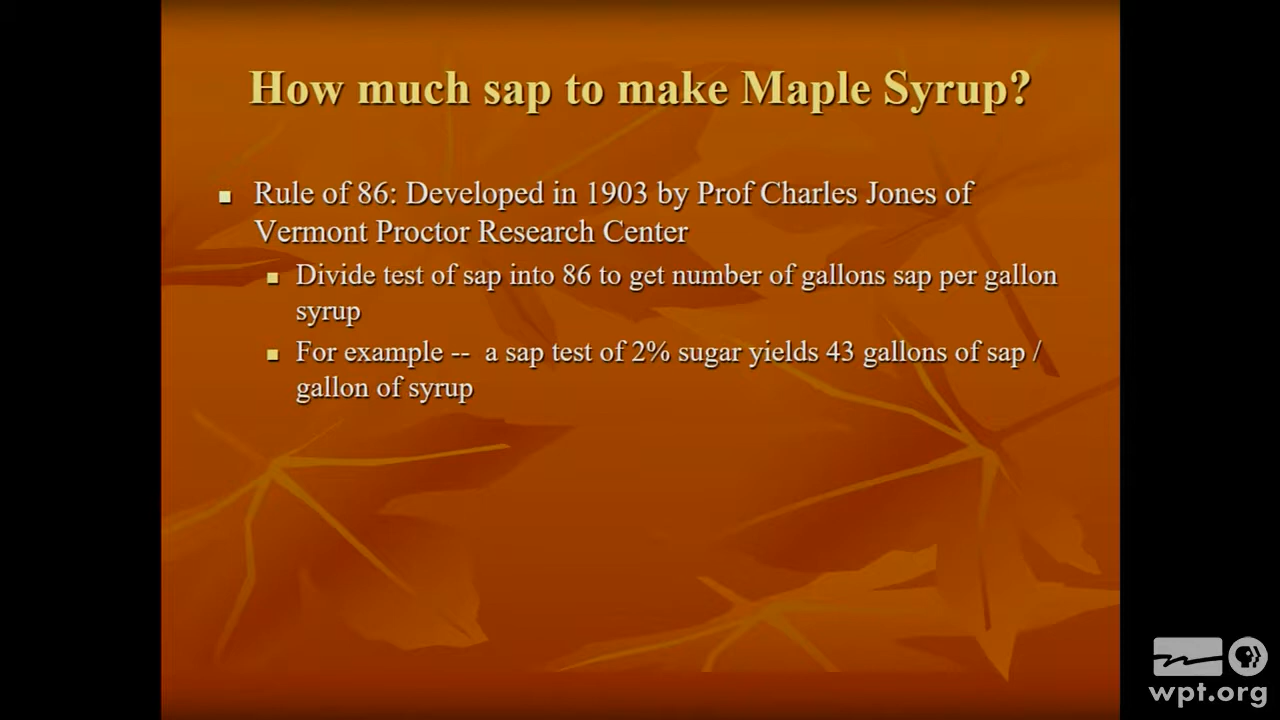 How much sap to make Maple Syrup?
Rule of 86: Developed in 1903 by Prof Charles Jones of
Vermont Proctor Research Center
Divide test of sap into 86 to get number of gallons sap per gallon
syrup
For example -- a sap test of 2% sugar yields 43 gallons of sap /
gallon of syrup
wpt.org